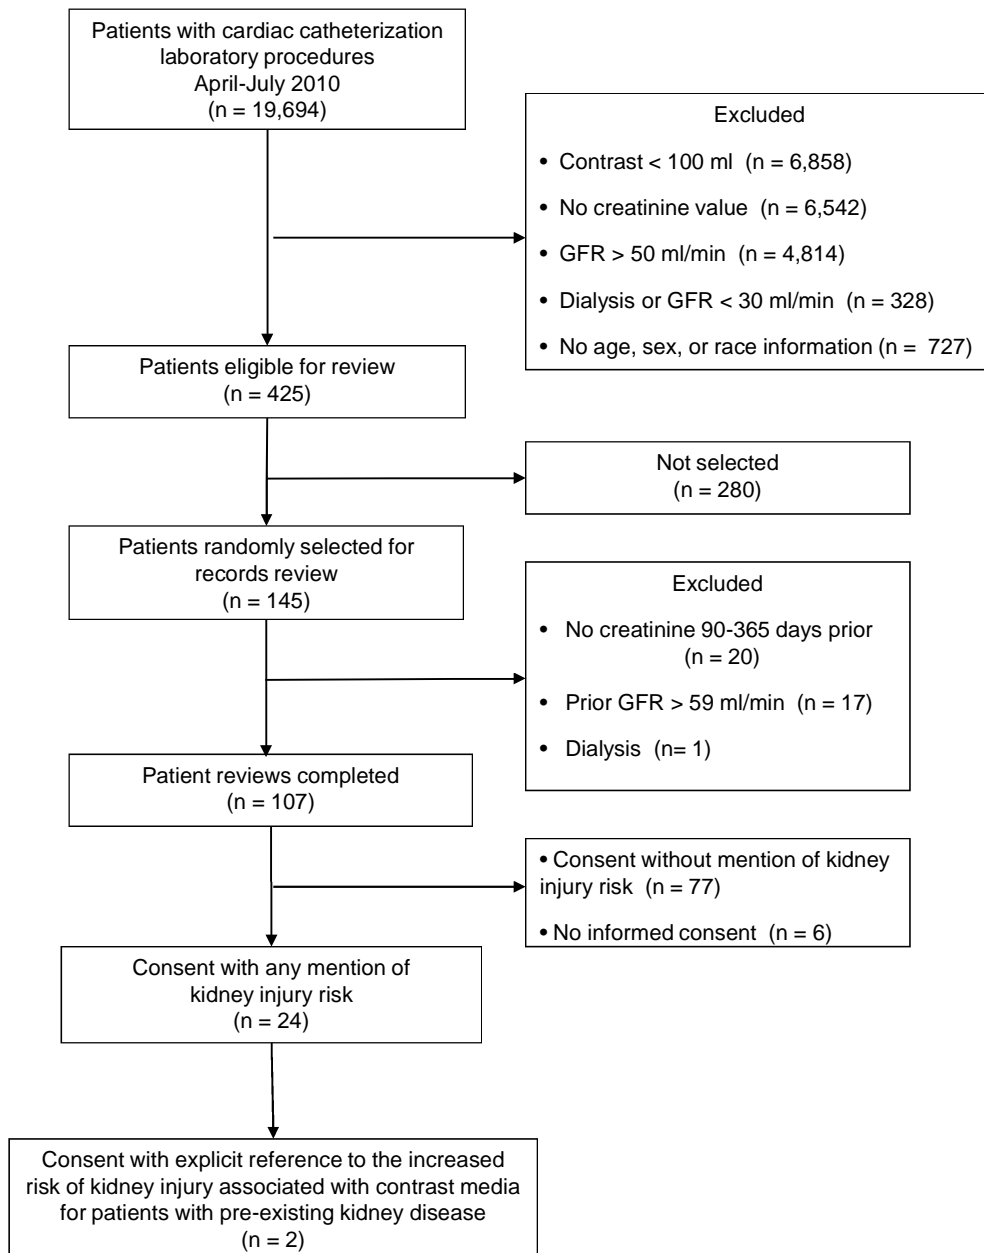 Patients with cardiac catheterization
laboratory procedures
April-July 2010
(n = 19,694)
Excluded
• Contrast < 100 ml (n = 6,858)
• No creatinine value (n = 6,542)
• GFR > 50 ml/min (n = 4,814)
• Dialysis or GFR < 30 ml/min (n = 328)
• No age, sex, or race information (n = 727)
Patients eligible for review
(n = 425)
Not selected
(n = 280)
Patients randomly selected for
records review
(n = 145)
Excluded
• No creatinine 90-365 days prior
(n = 20)
• Prior GFR > 59 ml/min (n = 17)
• Dialysis (n= 1)
Patient reviews completed
(n = 107)
• Consent without mention of kidney
injury risk (n = 77)
• No informed consent (n = 6)
Consent with any mention of
kidney injury risk
(n = 24)
Consent with explicit reference to the increased
risk of kidney injury associated with contrast media
for patients with pre-existing kidney disease
(n = 2)